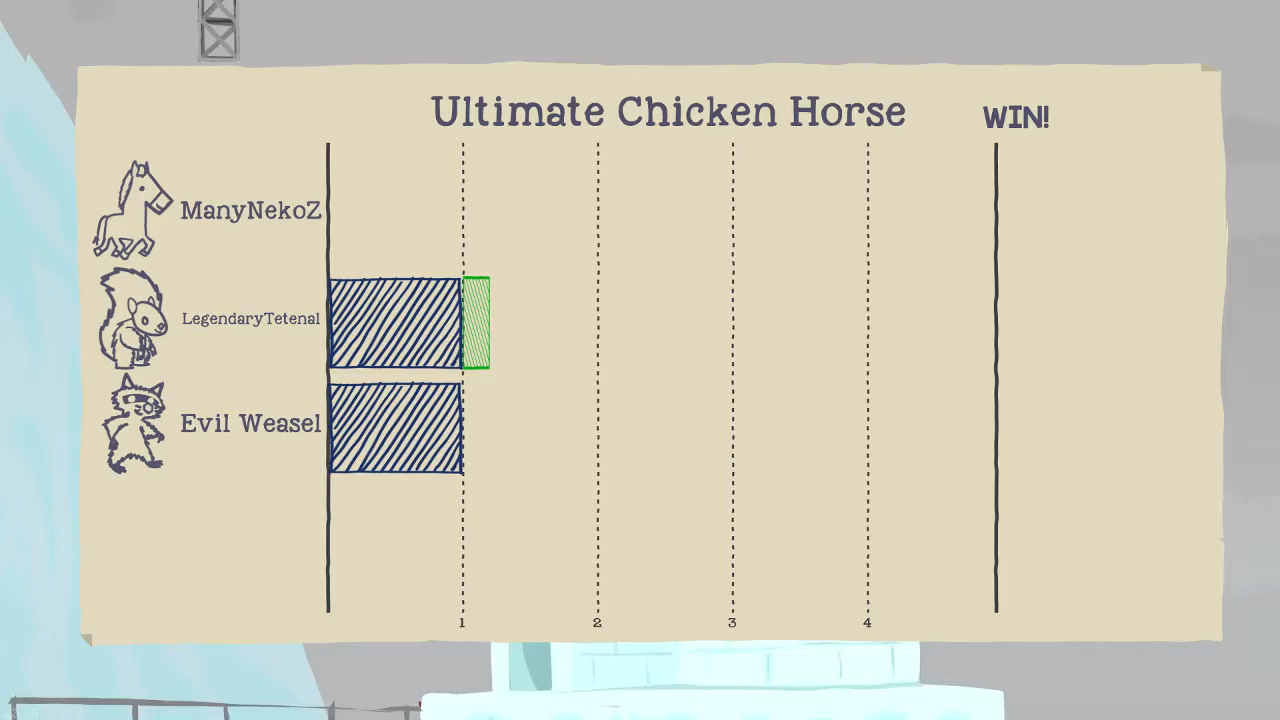 Ultimate Chicken Horse
WIN!
ManyNekoZ
LegendaryTetenal
Evil Weasel
1 2 3 4